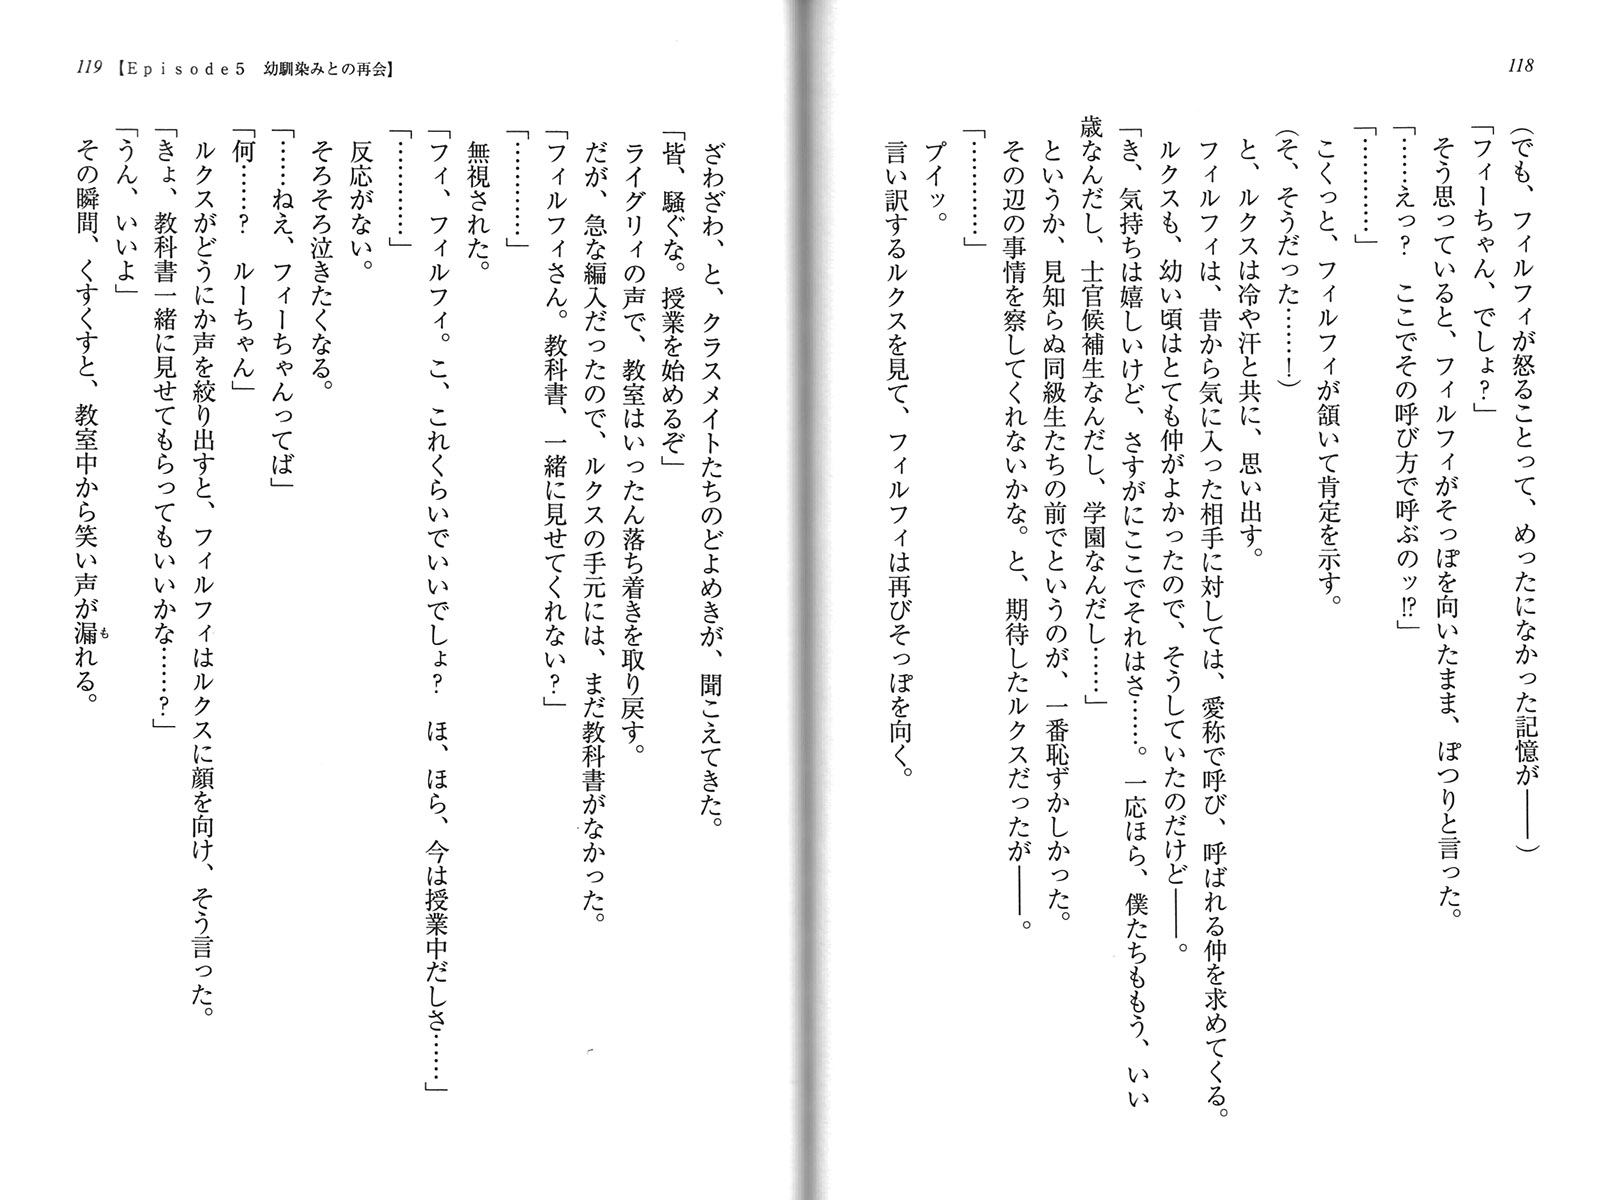 118
(でも、フィルフィが怒ることって、めったになかった記憶が――)
「フィーちゃん、でしょ?」
そう思っていると、フィルフィがそっぽを向いたまま、ぽつりと言った。
「……えっ? ここでその呼び方で呼ぶのッ!?」
「…………」
こくっと、フィルフィが頷いて肯定を示す。
(そ、そうだった……!)
と、ルクスは冷や汗と共に、思い出す。
フィルフィは、昔から気に入った相手に対しては、愛称で呼び、呼ばれる仲を求めてくる。
ルクスも、幼い頃はとても仲がよかったので、そうしていたのだけど――。
「き、気持ちは嬉しいけど、さすがにここでそれはさ……。一応ほら、僕たちももう、いい
歳なんだし、士官候補生なんだし、学園なんだし……」
というか、見知らぬ同級生たちの前でというのが、一番恥ずかしかった。
その辺の事情を察してくれないかな。と、期待したルクスだったが――。
「…………」
プイッ。
言い訳するルクスを見て、フィルフィは再びそっぽを向く。
119 【Episode5 幼馴染みとの再会】
ざわざわ、と、クラスメイトたちのどよめきが、聞こえてきた。
「皆、騒ぐな。授業を始めるぞ」
ライグリィの声で、教室はいったん落ち着きを取り戻す。
だが、急な編入だったので、ルクスの手元には、まだ教科書がなかった。
「フィルフィさん。教科書、一緒に見せてくれない?」
「…………」
無視された。
「フィ、フィルフィ。こ、これくらいでいいでしょ? ほ、ほら、今は授業中だしさ……」
「…………」
反応がない。
そろそろ泣きたくなる。
「……ねえ、フィーちゃんってば」
「何……? ルーちゃん」
ルクスがどうにか声を絞り出すと、フィルフィはルクスに顔を向け、そう言った。
「きょ、教科書一緒に見せてもらってもいいかな……?」
「うん、いいよ」
その瞬間、くすくすと、教室中から笑い声が漏れる。
も